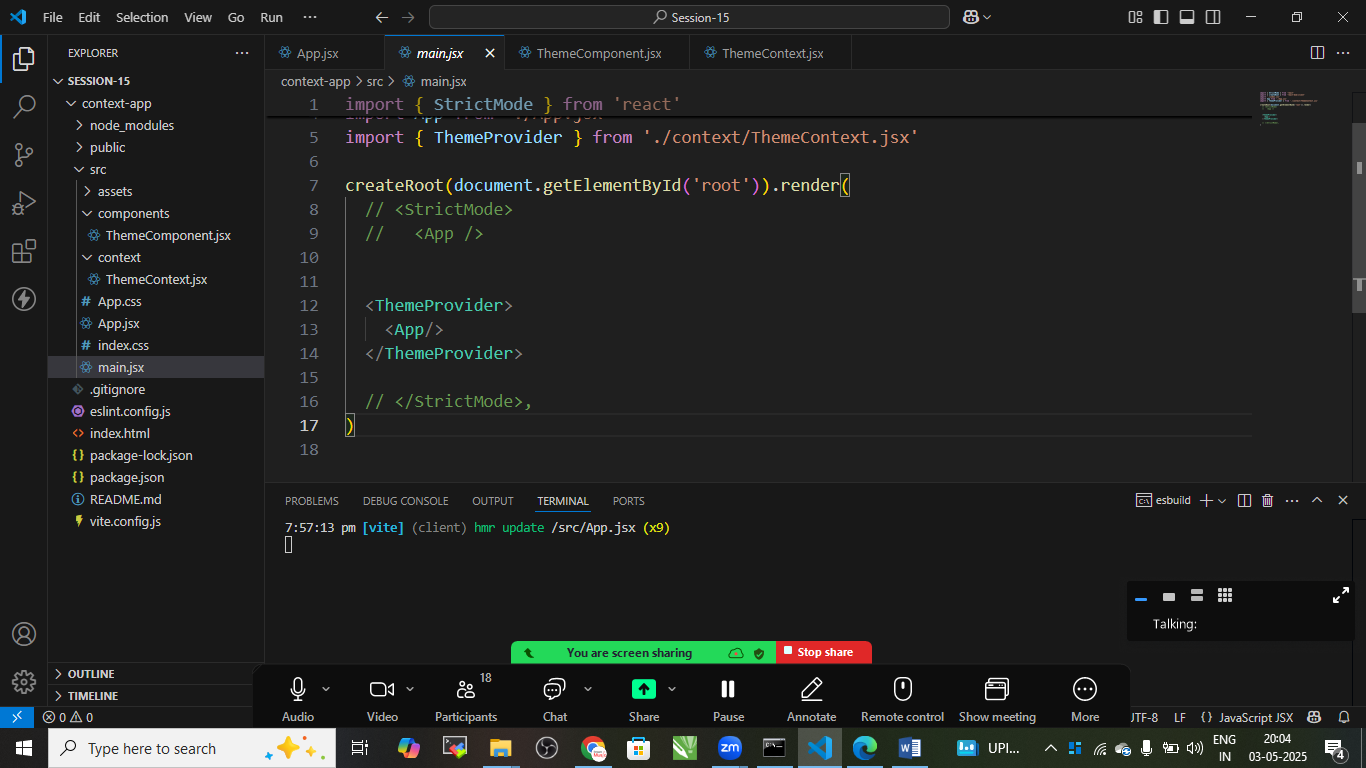 File Edit Selection View Go Run ··· Session-15
EXPLORER ···
SESSION-15
context-app
node_modules
public
src
assets
components
ThemeComponent.jsx
context
ThemeContext.jsx
# App.css
App.jsx
# index.css
main.jsx
.gitignore
eslint.config.js
<> index.html
{} package-lock.json
{} package.json
README.md
vite.config.js
OUTLINE
TIMELINE
App.jsx main.jsx ThemeComponent.jsx ThemeContext.jsx
context-app > src > main.jsx
1 import { StrictMode } from 'react'
import App from './App.jsx'
5 import { ThemeProvider } from './context/ThemeContext.jsx'
6
7 createRoot(document.getElementById('root')).render(
8 // <StrictMode>
9 // <App />
10
11
12 <ThemeProvider>
13 <App/>
14 </ThemeProvider>
15
16 // </StrictMode>,
17 )
18
PROBLEMS DEBUG CONSOLE OUTPUT TERMINAL PORTS esbuild
7:57:13 pm [vite] (client) hmr update /src/App.jsx (x9)
Talking:
You are screen sharing Stop share
18
Audio Video Participants Chat Share Pause Annotate Remote control Show meeting More
0 0 UTF-8 LF {} JavaScript JSX
Type here to search zm W UPI... ENG IN 20:04 03-05-2025 4